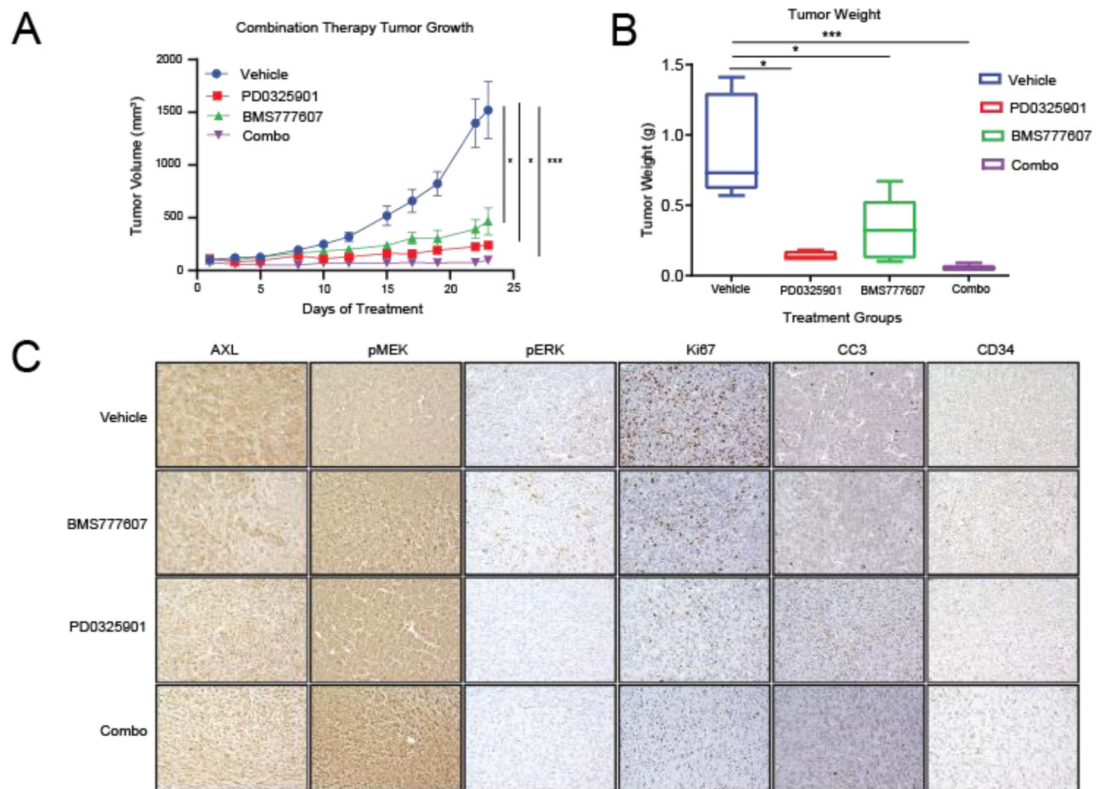 A
Combination Therapy Tumor Growth
Tumor Volume (mm³)
2000
1500
1000
500
0
Vehicle
PD0325901
BMS777607
Combo
*
*
***
0
5
10
15
20
25
Days of Treatment
B
Tumor Weight
***
*
*
Tumor Weight (g)
1.5
1.0
0.5
0.0
Vehicle
PD0325901
BMS777607
Combo
Vehicle
PD0325901
BMS777607
Combo
Treatment Groups
C
AXL
pMEK
pERK
Ki67
CC3
CD34
Vehicle
BMS777607
PD0325901
Combo